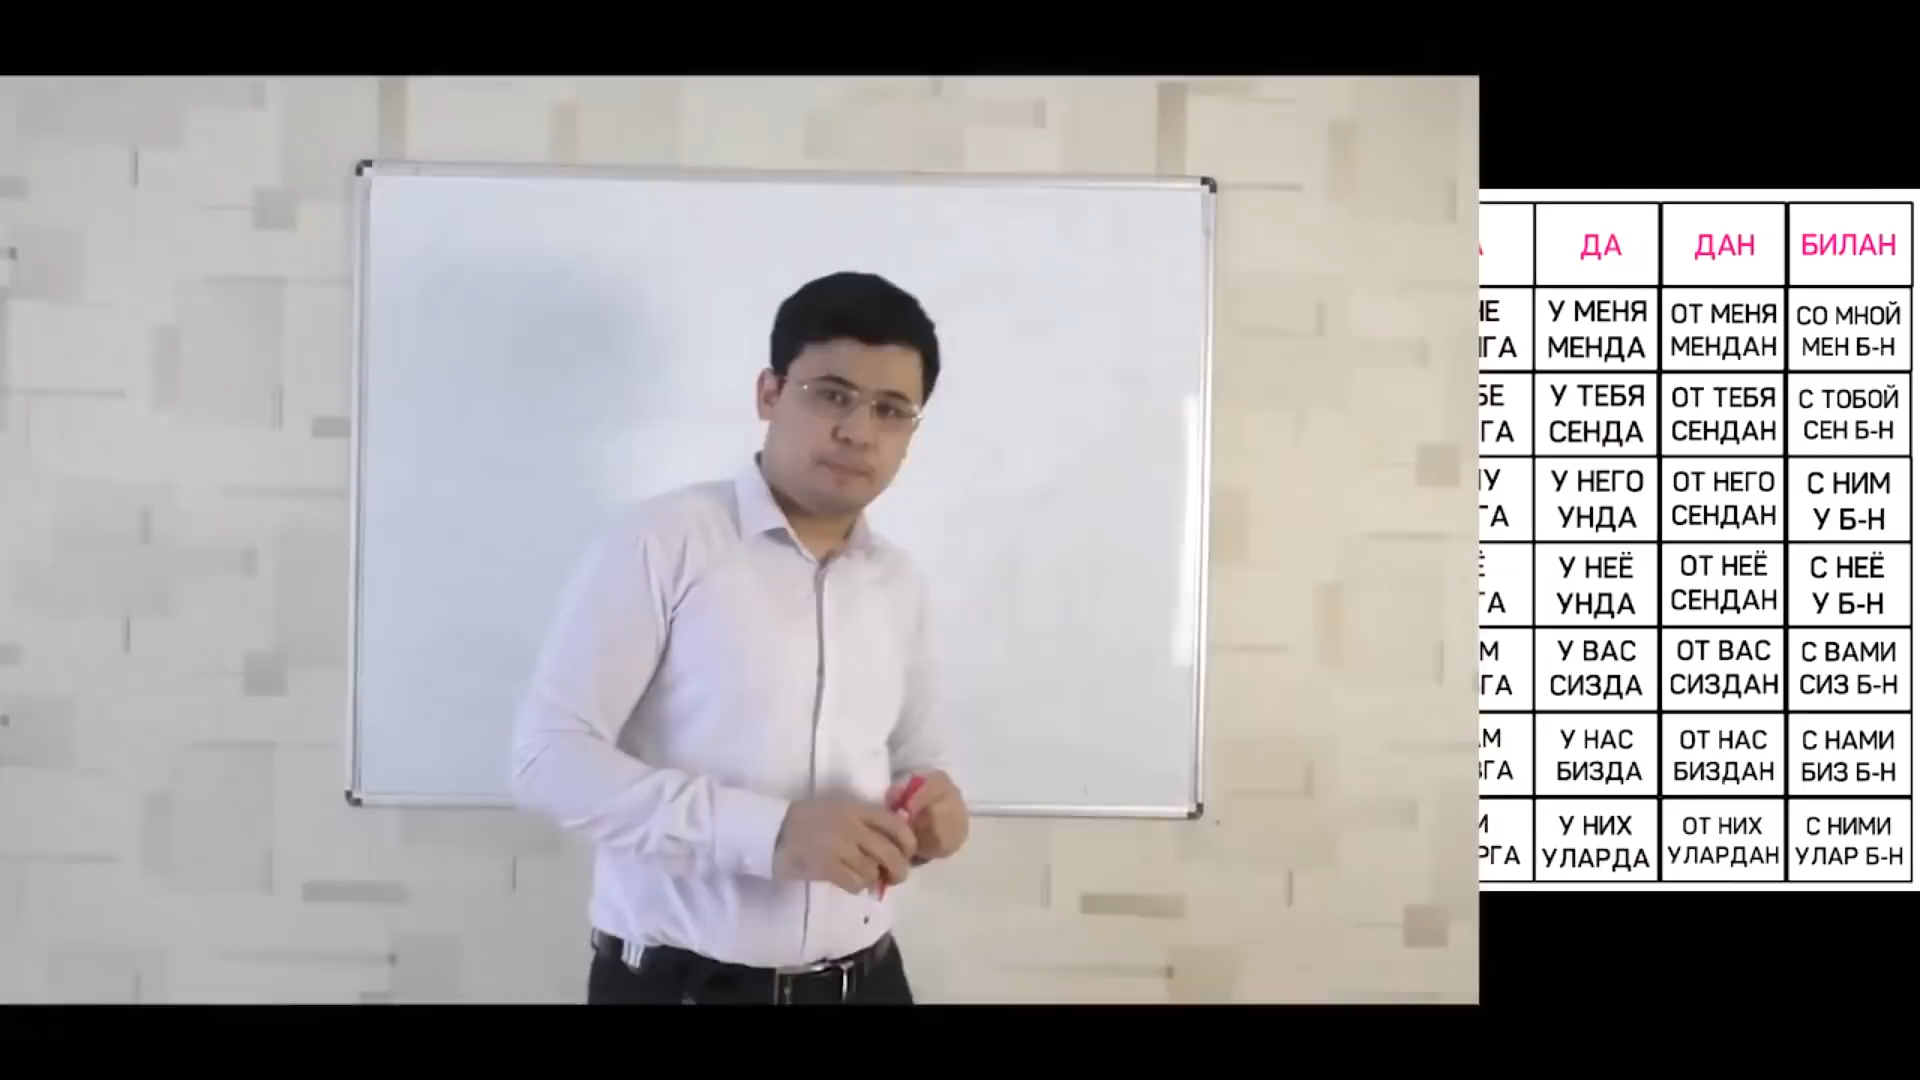 ДА ДАН БИЛАН
У МЕНЯ ОТ МЕНЯ СО МНОЙ
МЕНДА МЕНДАН МЕН Б-Н
У ТЕБЯ ОТ ТЕБЯ С ТОБОЙ
СЕНДА СЕНДАН СЕН Б-Н
У НЕГО ОТ НЕГО С НИМ
УНДА СЕНДАН У Б-Н
У НЕЁ ОТ НЕЁ С НЕЁ
УНДА СЕНДАН У Б-Н
У ВАС ОТ ВАС С ВАМИ
СИЗДА СИЗДАН СИЗ Б-Н
У НАС ОТ НАС С НАМИ
БИЗДА БИЗДАН БИЗ Б-Н
У НИХ ОТ НИХ С НИМИ
УЛАРДА УЛАРДАН УЛАР Б-Н